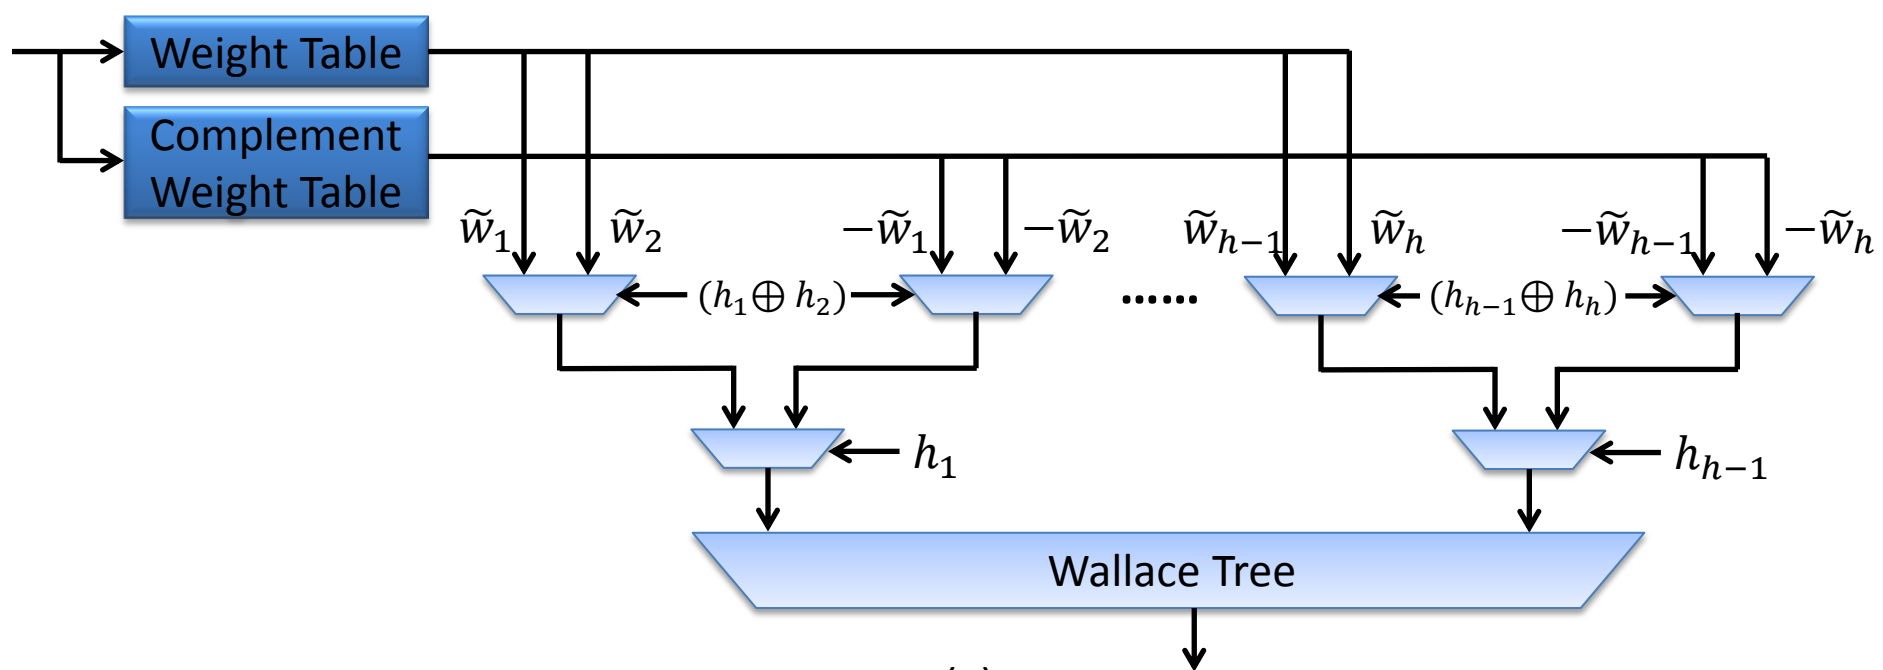 Weight Table
Complement
Weight Table
w̃₁ w̃₂ −w̃₁ −w̃₂ w̃ₕ₋₁ w̃ₕ −w̃ₕ₋₁ −w̃ₕ
(h₁⊕ h₂) ...... (hₕ₋₁⊕ hₕ)
h₁ hₕ₋₁
Wallace Tree